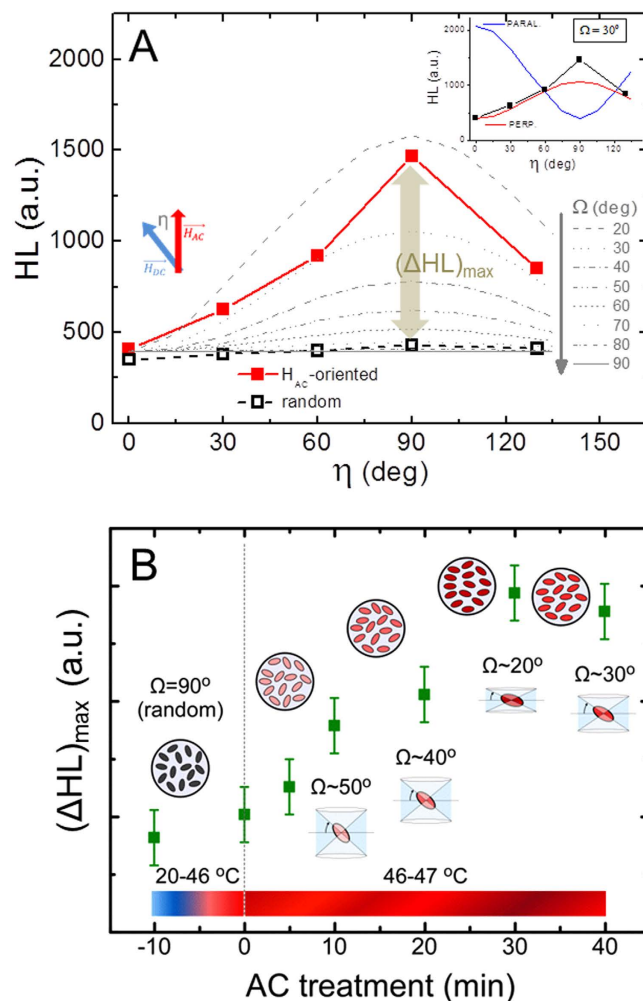 A
2000
1500
1000
500
0
HL (a.u.)
0 30 60 90 120 150
η (deg)
PARAL.
Ω = 30º
2000
1000
0
HL (a.u.)
PERP.
0 30 60 90 120
η (deg)
η
H_AC
H_DC
(ΔHL)max
Ω (deg)
20
30
40
50
60
70
80
90
H_AC-oriented
random
B
(ΔHL)max (a.u.)
Ω=90º
(random)
Ω~50º
Ω~40º
Ω~20º
Ω~30º
20-46 ºC
46-47 ºC
-10 0 10 20 30 40
AC treatment (min)